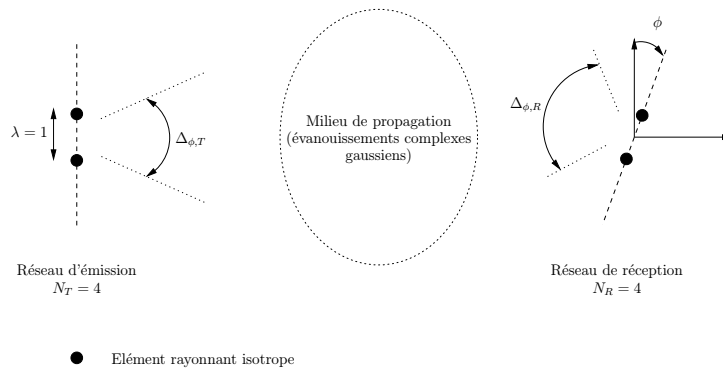 ϕ
Δϕ,R
λ = 1
Δϕ,T
Milieu de propagation
(évanouissements complexes
gaussiens)
Réseau d'émission
N_T = 4
Réseau de réception
N_R = 4
Elément rayonnant isotrope